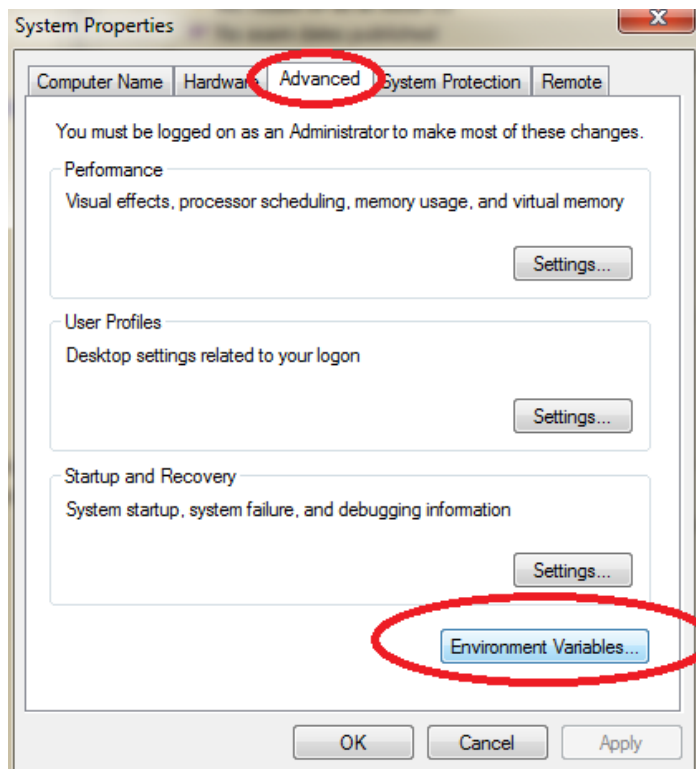 System Properties
Computer Name Hardware Advanced System Protection Remote
You must be logged on as an Administrator to make most of these changes.
Performance
Visual effects, processor scheduling, memory usage, and virtual memory
Settings...
User Profiles
Desktop settings related to your logon
Settings...
Startup and Recovery
System startup, system failure, and debugging information
Settings...
Environment Variables...
OK Cancel Apply